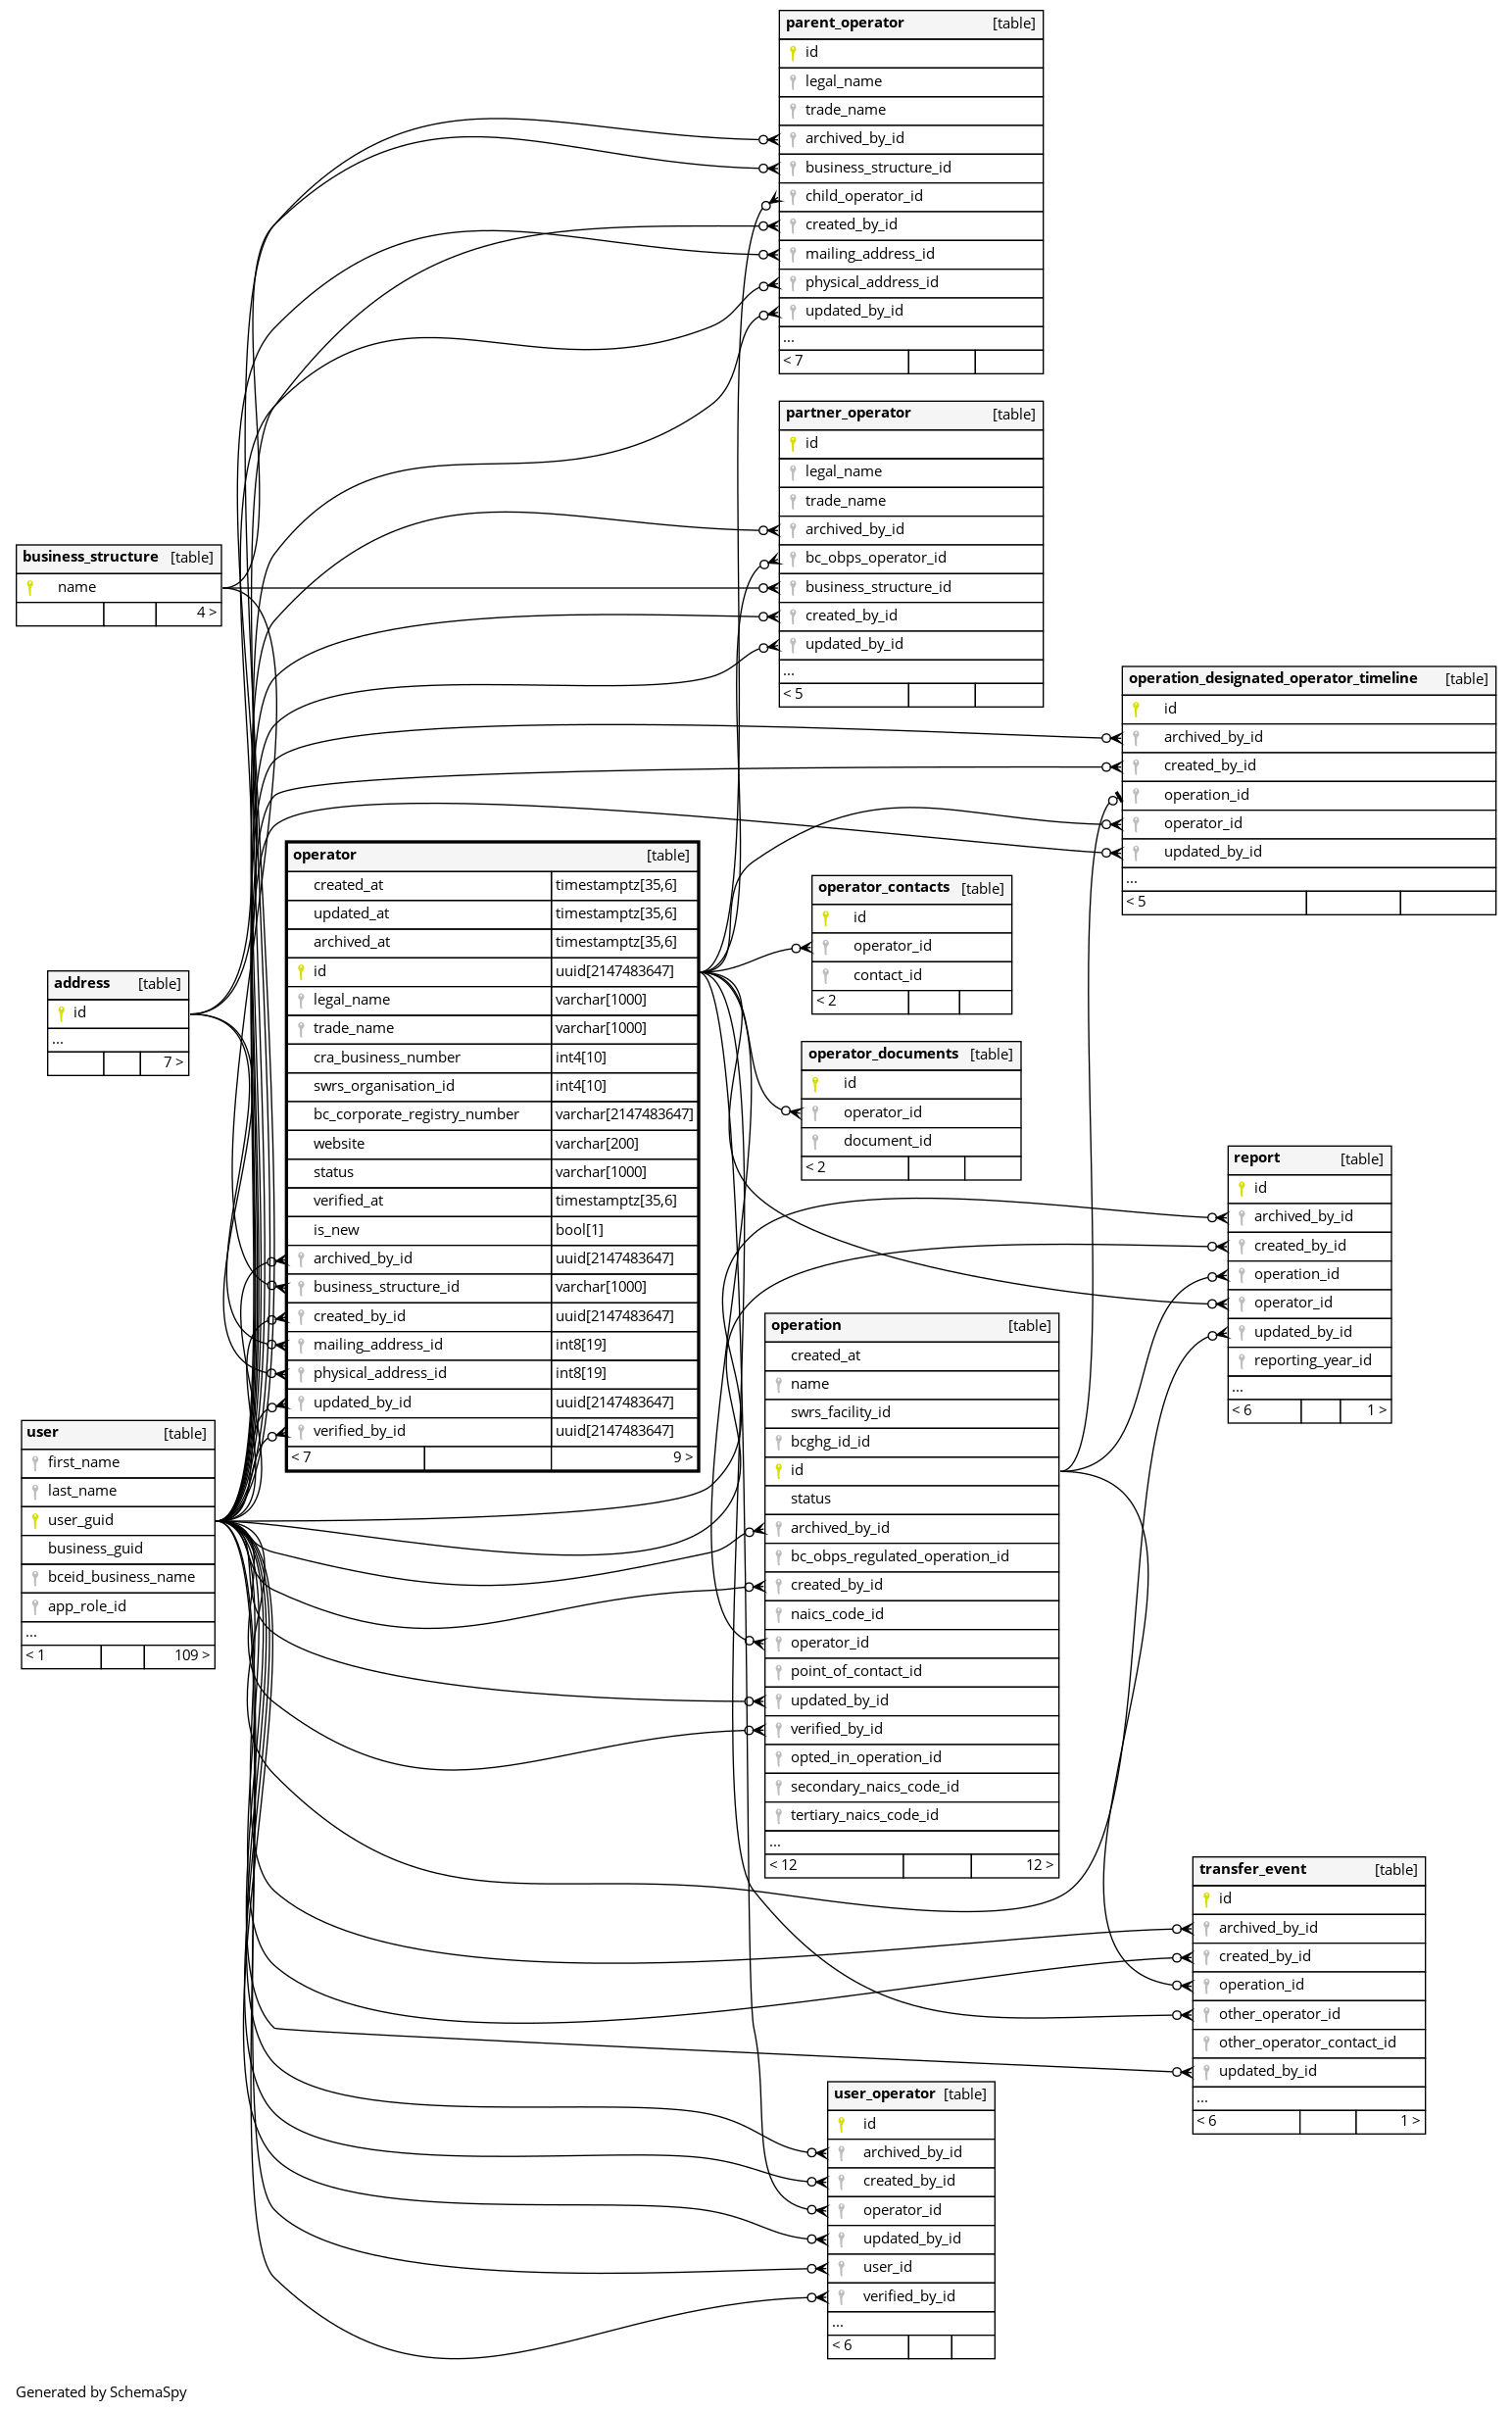 parent_operator [table]
id
legal_name
trade_name
archived_by_id
business_structure_id
child_operator_id
created_by_id
mailing_address_id
physical_address_id
updated_by_id
...
< 7
partner_operator [table]
id
legal_name
trade_name
archived_by_id
bc_obps_operator_id
business_structure_id
created_by_id
updated_by_id
...
< 5
business_structure [table]
name
4 >
operation_designated_operator_timeline [table]
id
archived_by_id
created_by_id
operation_id
operator_id
updated_by_id
...
< 5
operator [table]
created_at timestamptz[35,6]
updated_at timestamptz[35,6]
archived_at timestamptz[35,6]
id uuid[2147483647]
legal_name varchar[1000]
trade_name varchar[1000]
cra_business_number int4[10]
swrs_organisation_id int4[10]
bc_corporate_registry_number varchar[2147483647]
website varchar[200]
status varchar[1000]
verified_at timestamptz[35,6]
is_new bool[1]
archived_by_id uuid[2147483647]
business_structure_id varchar[1000]
created_by_id uuid[2147483647]
mailing_address_id int8[19]
physical_address_id int8[19]
updated_by_id uuid[2147483647]
verified_by_id uuid[2147483647]
< 7 9 >
operator_contacts [table]
id
operator_id
contact_id
< 2
address [table]
id
...
7 >
operator_documents [table]
id
operator_id
document_id
< 2
report [table]
id
archived_by_id
created_by_id
operation_id
operator_id
updated_by_id
reporting_year_id
...
< 6 1 >
operation [table]
created_at
name
swrs_facility_id
bcghg_id_id
id
status
archived_by_id
bc_obps_regulated_operation_id
created_by_id
naics_code_id
operator_id
point_of_contact_id
updated_by_id
verified_by_id
opted_in_operation_id
secondary_naics_code_id
tertiary_naics_code_id
...
< 12 12 >
user [table]
first_name
last_name
user_guid
business_guid
bceid_business_name
app_role_id
...
< 1 109 >
transfer_event [table]
id
archived_by_id
created_by_id
operation_id
other_operator_id
other_operator_contact_id
updated_by_id
...
< 6 1 >
user_operator [table]
id
archived_by_id
created_by_id
operator_id
updated_by_id
user_id
verified_by_id
...
< 6
Generated by SchemaSpy